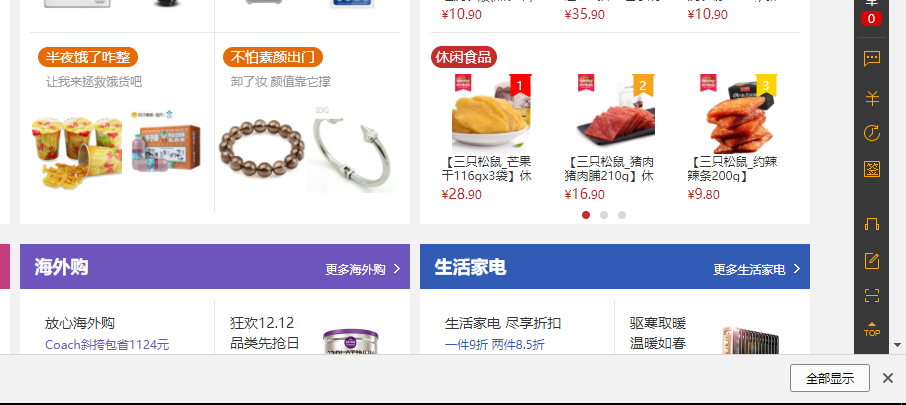 ¥10.90
¥35.90
¥10.90
0
半夜饿了咋整
让我来拯救饿货吧
不怕素颜出门
卸了妆 颜值靠它撑
IDG
休闲食品
1
2
3
【三只松鼠_芒果
干116gx3袋】休
¥28.90
【三只松鼠_猪肉
猪肉脯210g】休
¥16.90
【三只松鼠_约辣
辣条200g】
¥9.80
签
TOP
海外购
更多海外购
生活家电
更多生活家电
放心海外购
Coach斜挎包省1124元
狂欢12.12
品类先抢日
生活家电 尽享折扣
一件9折 两件8.5折
驱寒取暖
温暖如春
全部显示